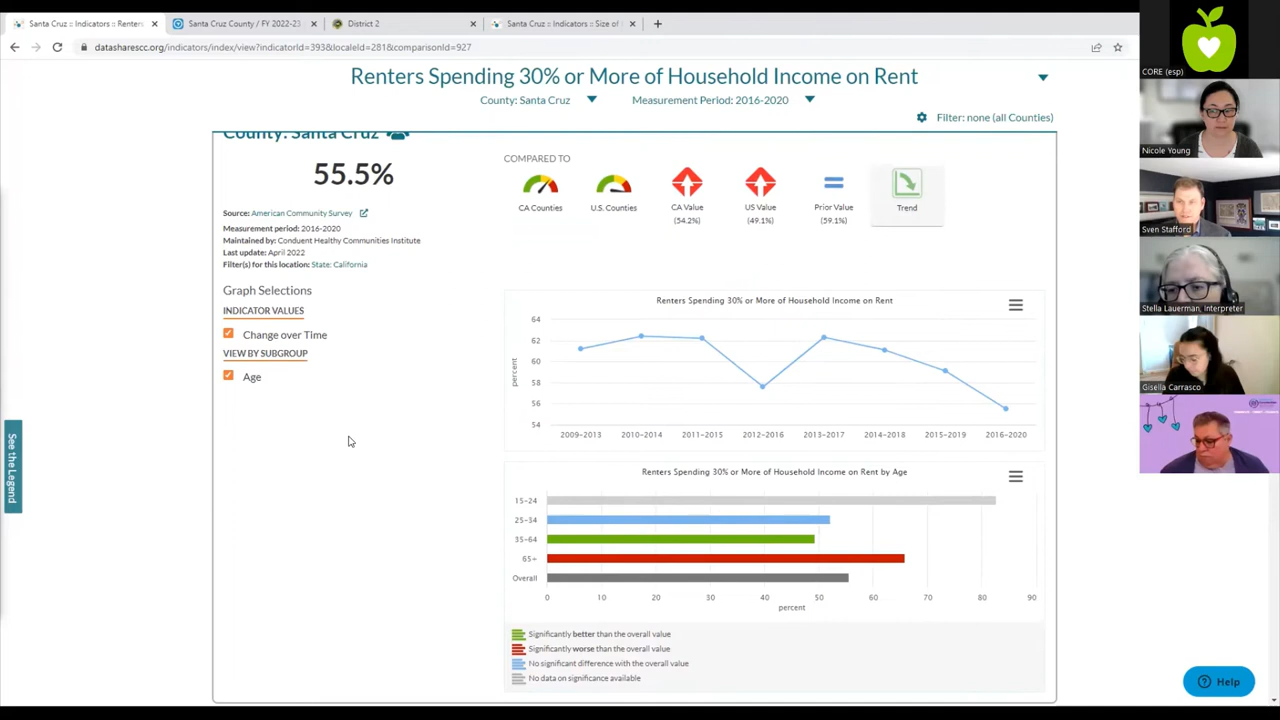 Santa Cruz :: Indicators :: Renters
Santa Cruz County / FY 2022-23
District 2
Santa Cruz :: Indicators :: Size of
datasharescc.org/indicators/index/view?indicatorId=393&localeId=281&comparisonId=927
Renters Spending 30% or More of Household Income on Rent
County: Santa Cruz
Measurement Period: 2016-2020
Filter: none (all Counties)
County: Santa Cruz
55.5%
Source: American Community Survey
Measurement period: 2016-2020
Maintained by: Conduent Healthy Communities Institute
Last update: April 2022
Filter(s) for this location: State: California
COMPARED TO
CA Counties
U.S. Counties
CA Value
(54.2%)
US Value
(49.1%)
Prior Value
(59.1%)
Trend
Graph Selections
INDICATOR VALUES
Change over Time
VIEW BY SUBGROUP
Age
See the Legend
Renters Spending 30% or More of Household Income on Rent
percent
64
62
60
58
56
54
2009-2013
2010-2014
2011-2015
2012-2016
2013-2017
2014-2018
2015-2019
2016-2020
Renters Spending 30% or More of Household Income on Rent by Age
15-24
25-34
35-64
65+
Overall
0
10
20
30
40
50
60
70
80
90
percent
Significantly better than the overall value
Significantly worse than the overall value
No significant difference with the overall value
No data on significance available
Help
CORE (esp)
Nicole Young
Sven Stafford
Stella Lauerman, Interpreter
Gisella Carrasco